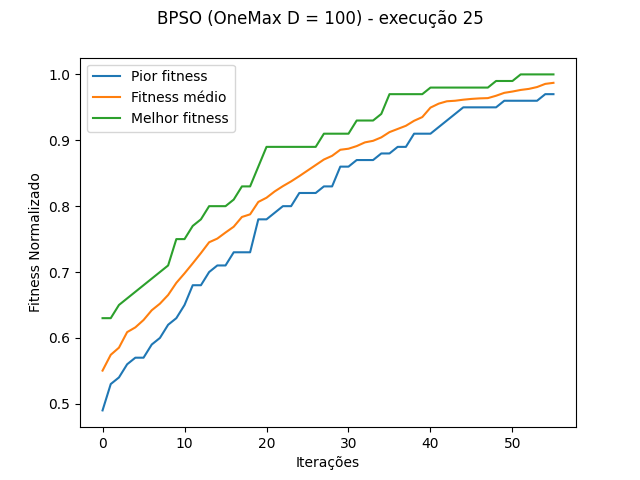 BPSO (OneMax D = 100) - execução 25
Pior fitness
Fitness médio
Melhor fitness
Fitness Normalizado
1.0
0.9
0.8
0.7
0.6
0.5
0 10 20 30 40 50
Iterações